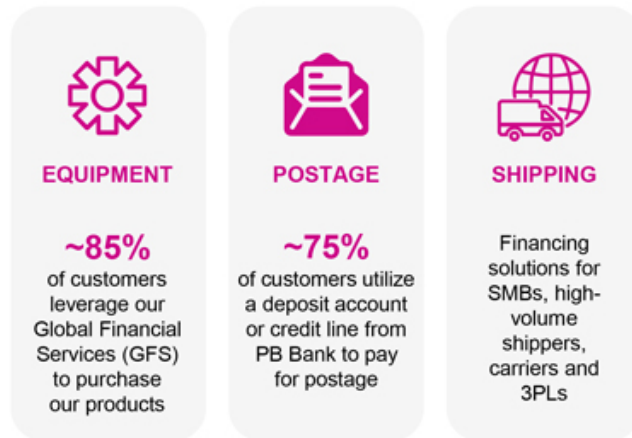 EQUIPMENT
~85%
of customers
leverage our
Global Financial
Services (GFS)
to purchase
our products
POSTAGE
~75%
of customers utilize
a deposit account
or credit line from
PB Bank to pay
for postage
SHIPPING
Financing
solutions for
SMBs, high-
volume
shippers,
carriers and
3PLs